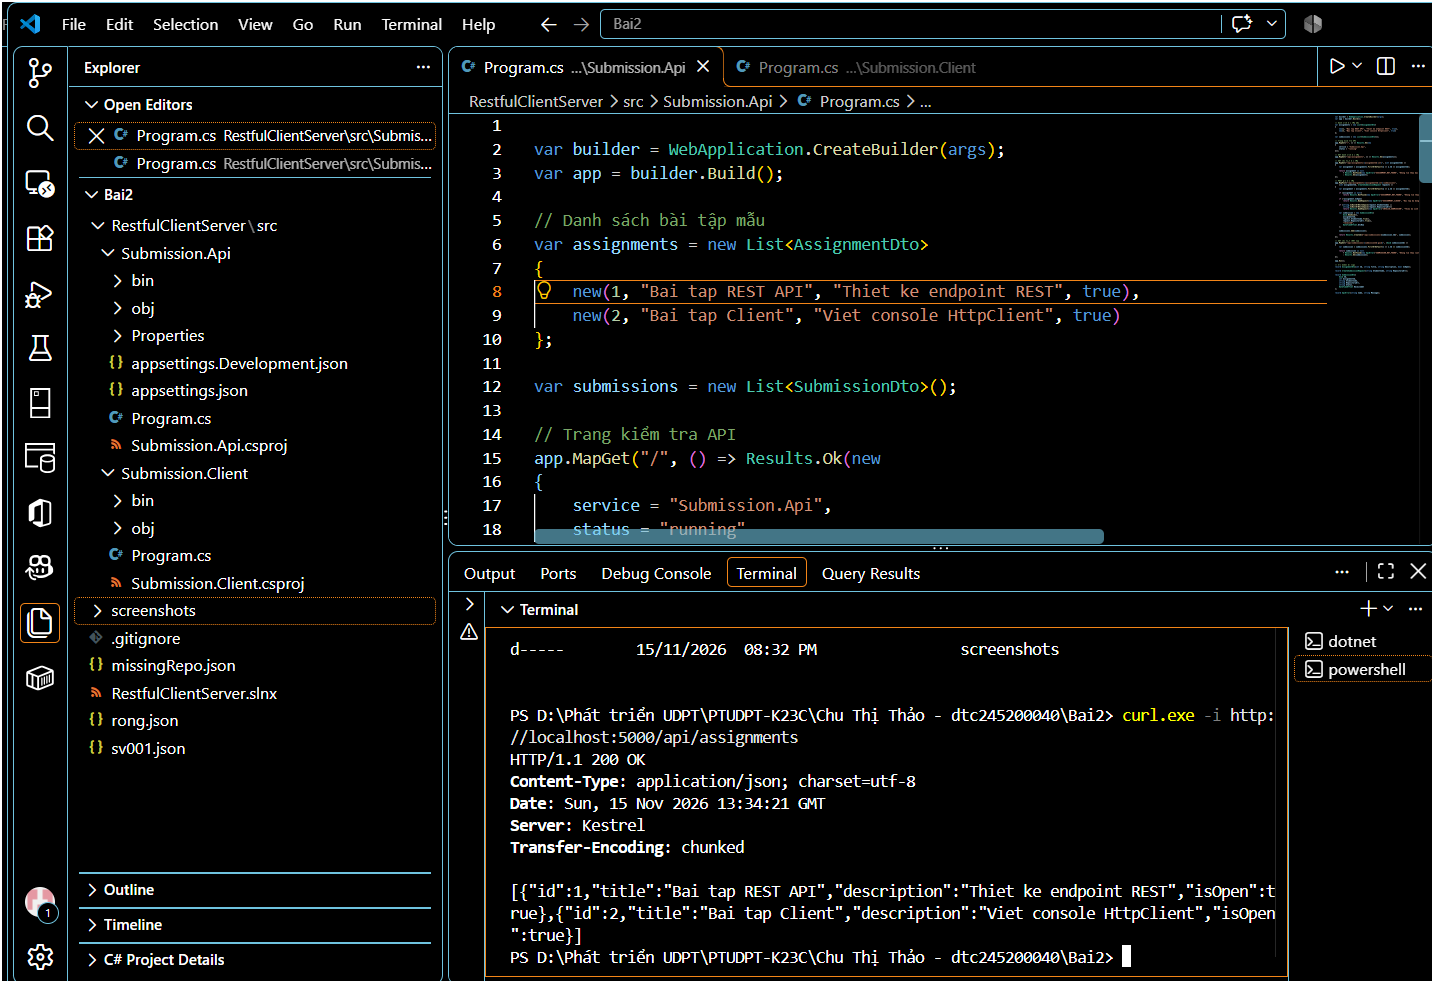 File Edit Selection View Go Run Terminal Help
Bai2
Explorer
Open Editors
Program.cs RestfulClientServer\src\Submis...
Program.cs RestfulClientServer\src\Submis...
Bai2
RestfulClientServer\src
Submission.Api
bin
obj
Properties
{} appsettings.Development.json
{} appsettings.json
C# Program.cs
Submission.Api.csproj
Submission.Client
bin
obj
C# Program.cs
Submission.Client.csproj
screenshots
.gitignore
{} missingRepo.json
RestfulClientServer.slnx
{} rong.json
{} sv001.json
Outline
Timeline
C# Project Details
1
Program.cs ...\Submission.Api
Program.cs ...\Submission.Client
RestfulClientServer > src > Submission.Api > C# Program.cs > ...
1
2 var builder = WebApplication.CreateBuilder(args);
3 var app = builder.Build();
4
5 // Danh sách bài tập mẫu
6 var assignments = new List<AssignmentDto>
7 {
8 new(1, "Bai tap REST API", "Thiet ke endpoint REST", true),
9 new(2, "Bai tap Client", "Viet console HttpClient", true)
10 };
11
12 var submissions = new List<SubmissionDto>();
13
14 // Trang kiểm tra API
15 app.MapGet("/", () => Results.Ok(new
16 {
17 service = "Submission.Api",
18 status = "running"
Output Ports Debug Console Terminal Query Results
Terminal
d----- 15/11/2026 08:32 PM screenshots
PS D:\Phát triển UDPT\PTUDPT-K23C\Chu Thị Thảo - dtc245200040\Bai2> curl.exe -i http:
//localhost:5000/api/assignments
HTTP/1.1 200 OK
Content-Type: application/json; charset=utf-8
Date: Sun, 15 Nov 2026 13:34:21 GMT
Server: Kestrel
Transfer-Encoding: chunked
[{"id":1,"title":"Bai tap REST API","description":"Thiet ke endpoint REST","isOpen":t
rue},{"id":2,"title":"Bai tap Client","description":"Viet console HttpClient","isOpen
":true}]
PS D:\Phát triển UDPT\PTUDPT-K23C\Chu Thị Thảo - dtc245200040\Bai2>
dotnet
powershell